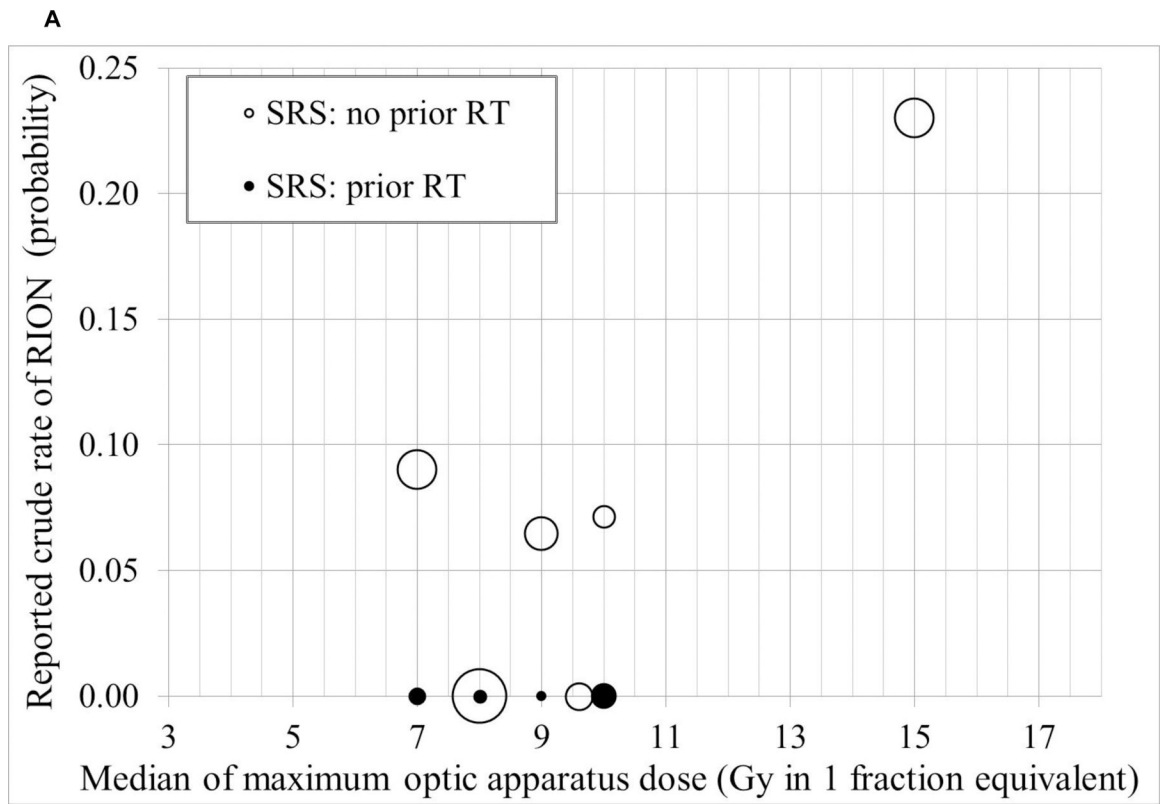 A
0.25
0.20
0.15
0.10
0.05
0.00
Reported crude rate of RION (probability)
SRS: no prior RT
SRS: prior RT
3 5 7 9 11 13 15 17
Median of maximum optic apparatus dose (Gy in 1 fraction equivalent)